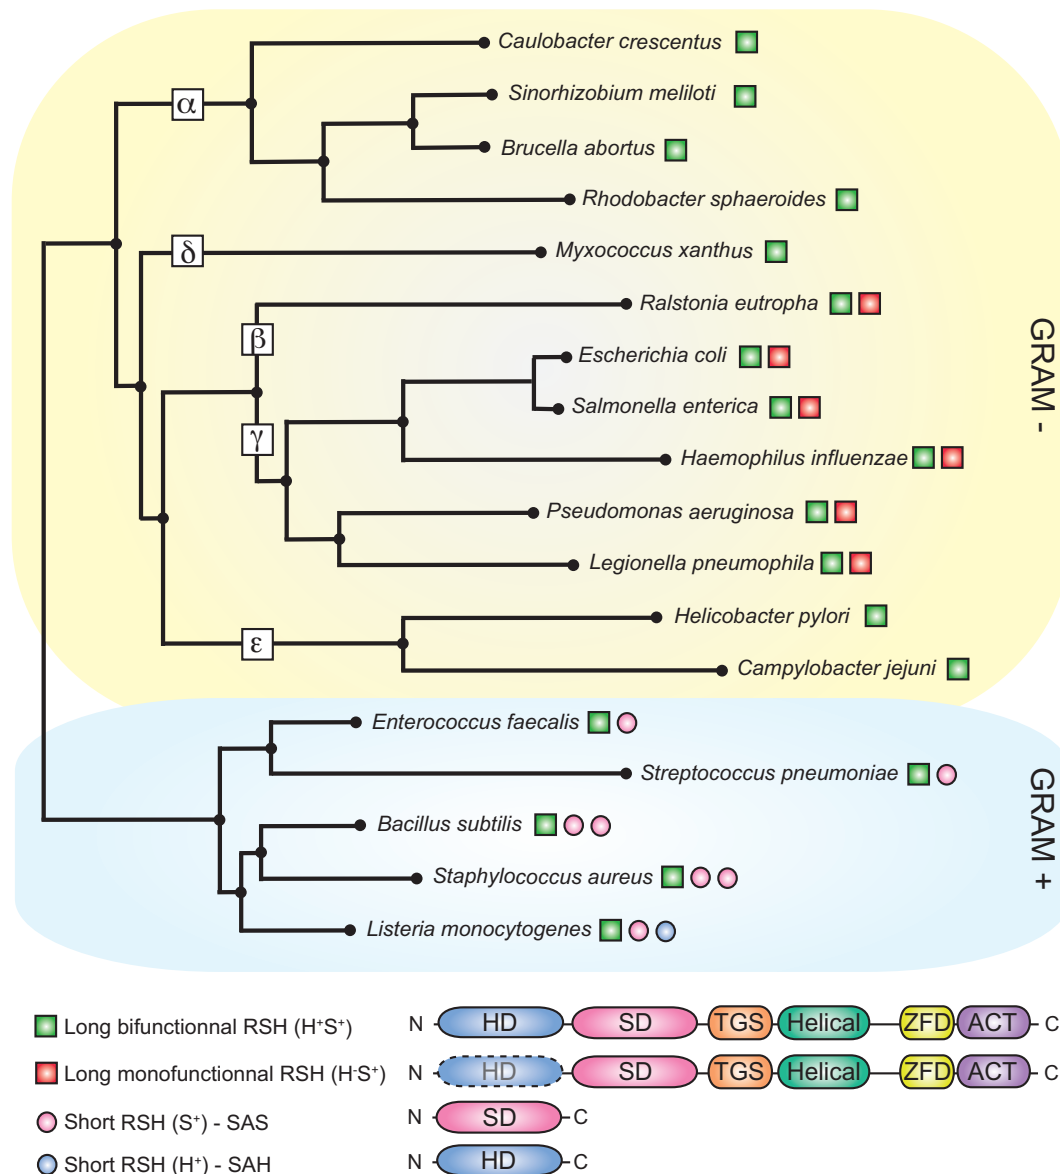 Caulobacter crescentus
Sinorhizobium meliloti
α
Brucella abortus
Rhodobacter sphaeroides
δ
Myxococcus xanthus
Ralstonia eutropha
β
Escherichia coli
GRAM -
Salmonella enterica
γ
Haemophilus influenzae
Pseudomonas aeruginosa
Legionella pneumophila
Helicobacter pylori
ε
Campylobacter jejuni
Enterococcus faecalis
Streptococcus pneumoniae
GRAM +
Bacillus subtilis
Staphylococcus aureus
Listeria monocytogenes
Long bifunctionnal RSH (H⁺S⁺)
N HD SD TGS Helical ZFD ACT C
Long monofunctionnal RSH (H⁻S⁺)
N HD SD TGS Helical ZFD ACT C
Short RSH (S⁺) - SAS
N SD C
Short RSH (H⁺) - SAH
N HD C